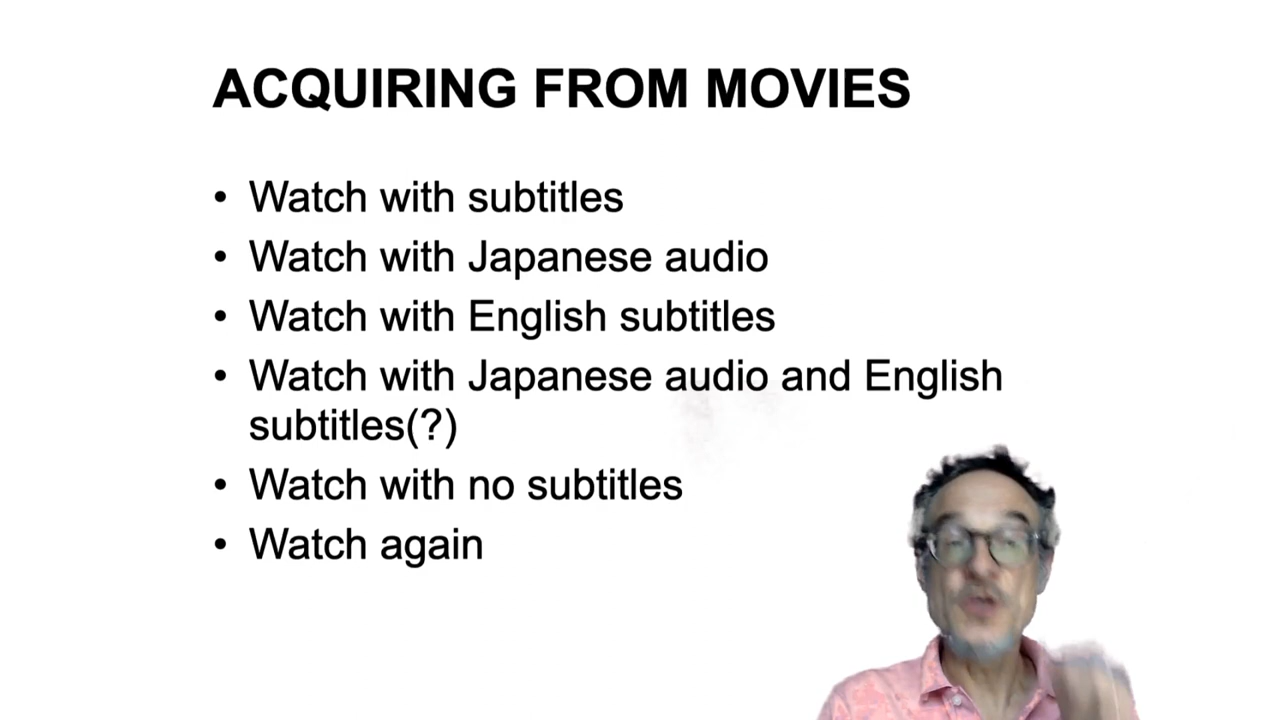 ACQUIRING FROM MOVIES
• Watch with subtitles
• Watch with Japanese audio
• Watch with English subtitles
• Watch with Japanese audio and English
subtitles(?)
• Watch with no subtitles
• Watch again